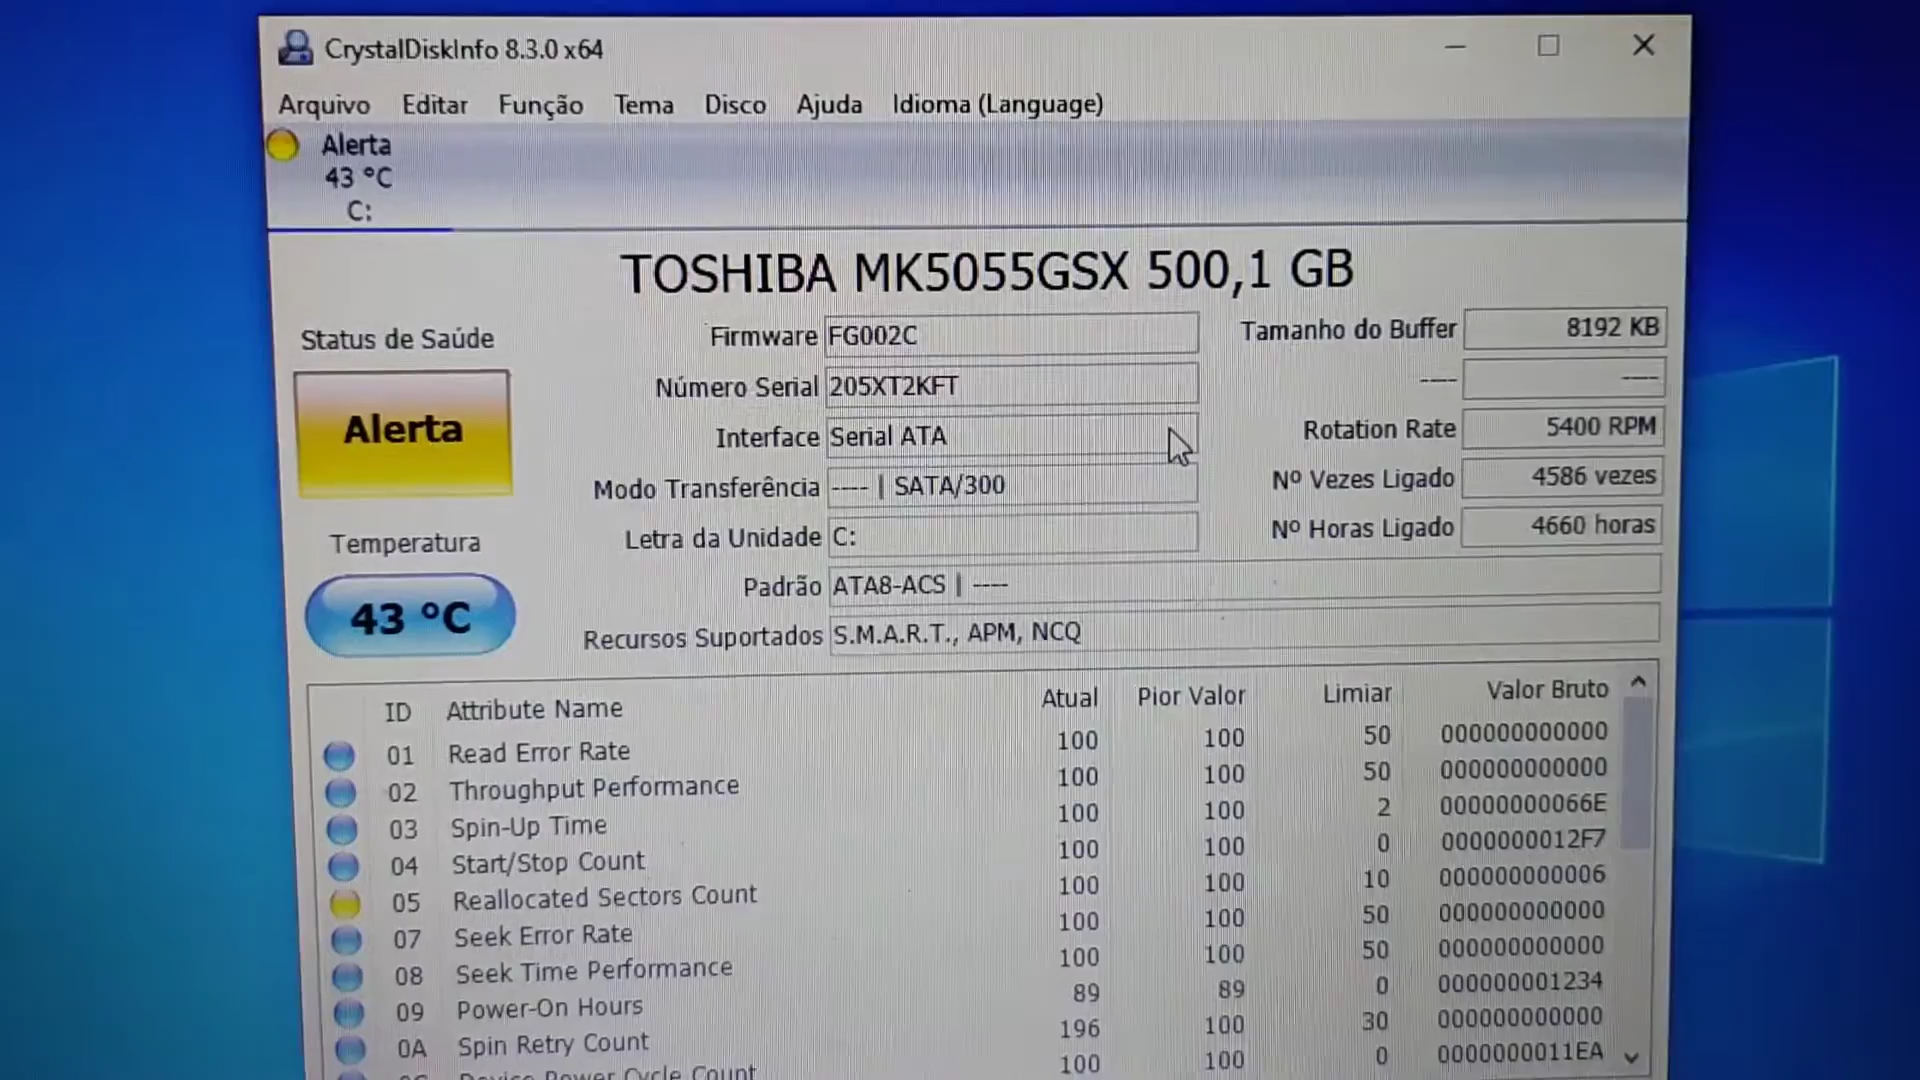 CrystalDiskInfo 8.3.0 x64
Arquivo Editar Função Tema Disco Ajuda Idioma (Language)
Alerta
43 °C
C:
TOSHIBA MK5055GSX 500,1 GB
Status de Saúde
Alerta
Temperatura
43 °C
Firmware FG002C
Número Serial 205XT2KFT
Interface Serial ATA
Modo Transferência ---- | SATA/300
Letra da Unidade C:
Padrão ATA8-ACS | ----
Recursos Suportados S.M.A.R.T., APM, NCQ
Tamanho do Buffer 8192 KB
---- ----
Rotation Rate 5400 RPM
Nº Vezes Ligado 4586 vezes
Nº Horas Ligado 4660 horas
ID Attribute Name Atual Pior Valor Limiar Valor Bruto
01 Read Error Rate 100 100 50 000000000000
02 Throughput Performance 100 100 50 000000000000
03 Spin-Up Time 100 100 2 00000000066E
04 Start/Stop Count 100 100 0 0000000012F7
05 Reallocated Sectors Count 100 100 10 000000000006
07 Seek Error Rate 100 100 50 000000000000
08 Seek Time Performance 100 100 50 000000000000
09 Power-On Hours 89 89 0 000000001234
0A Spin Retry Count 196 100 30 000000000000
Device Power Cycle Count 100 100 0 0000000011EA